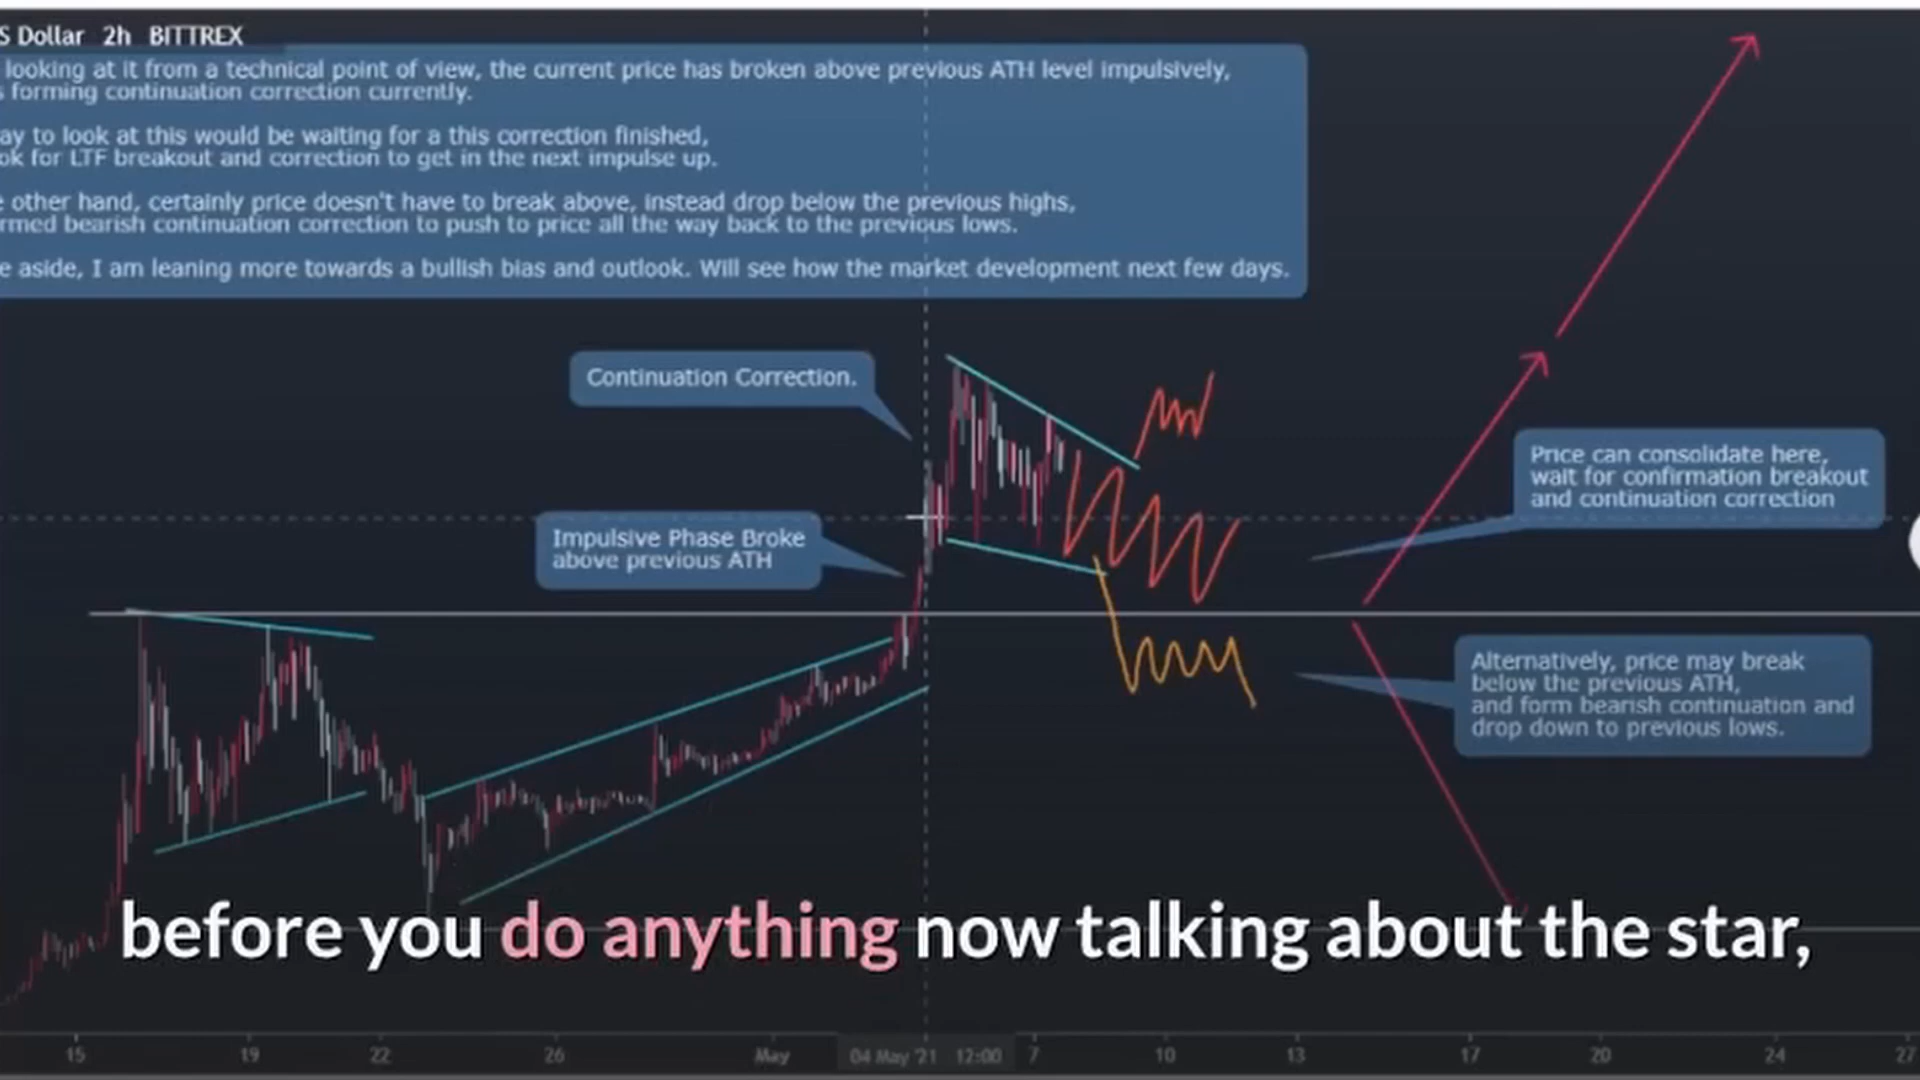 S Dollar 2h BITTREX
looking at it from a technical point of view, the current price has broken above previous ATH level impulsively,
s forming continuation correction currently.
ay to look at this would be waiting for a this correction finished,
ok for LTF breakout and correction to get in the next impulse up.
e other hand, certainly price doesn't have to break above, instead drop below the previous highs,
rmed bearish continuation correction to push to price all the way back to the previous lows.
e aside, I am leaning more towards a bullish bias and outlook. Will see how the market development next few days.
Continuation Correction.
Impulsive Phase Broke
above previous ATH
Price can consolidate here,
wait for confirmation breakout
and continuation correction
Alternatively, price may break
below the previous ATH,
and form bearish continuation and
drop down to previous lows.
before you do anything now talking about the star,
15 19 22 26 May 04 May '21 12:00 7 10 13 17 20 24 27